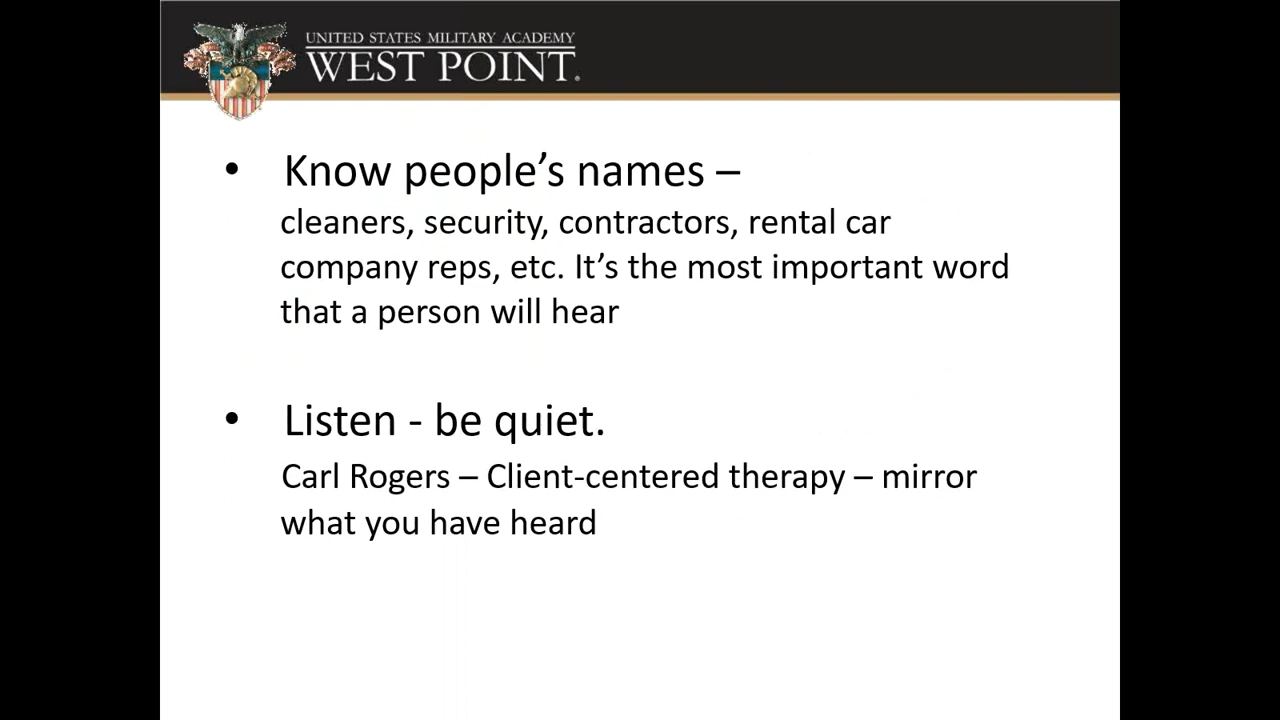 UNITED STATES MILITARY ACADEMY
WEST POINT.
• Know people’s names –
cleaners, security, contractors, rental car
company reps, etc. It’s the most important word
that a person will hear
• Listen - be quiet.
Carl Rogers – Client-centered therapy – mirror
what you have heard